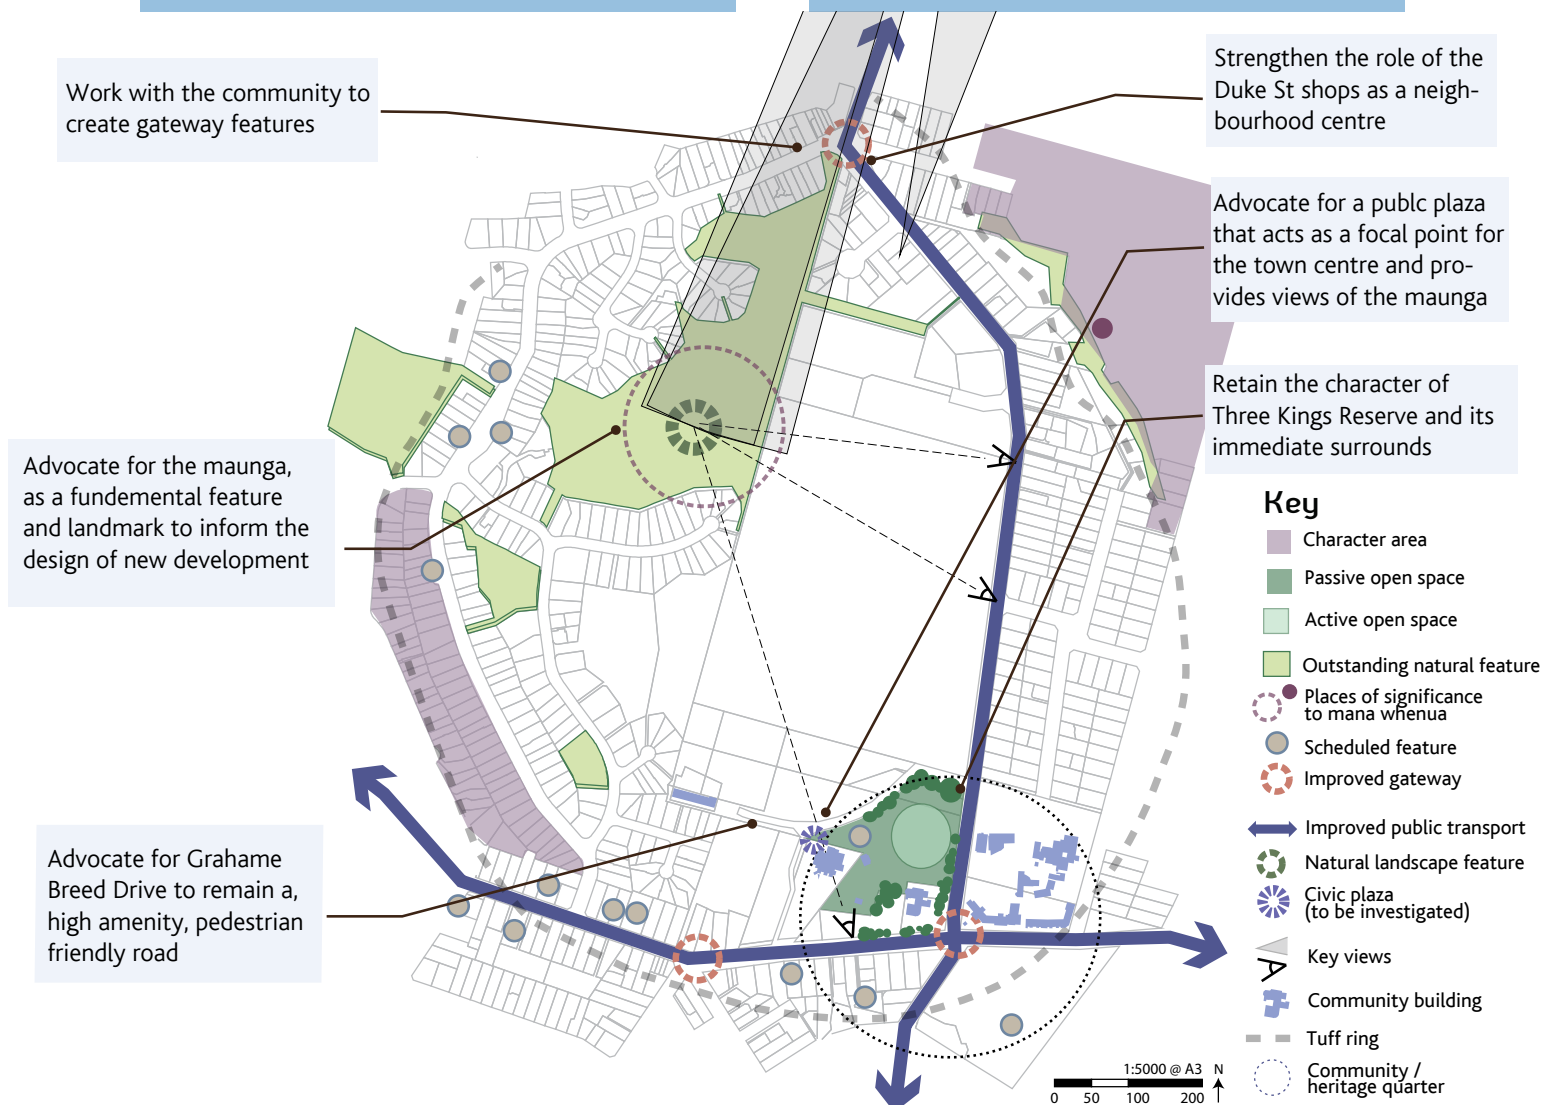 Work with the community to
create gateway features
Strengthen the role of the
Duke St shops as a neigh-
bourhood centre
Advocate for a publc plaza
that acts as a focal point for
the town centre and pro-
vides views of the maunga
Retain the character of
Three Kings Reserve and its
immediate surrounds
Advocate for the maunga,
as a fundemental feature
and landmark to inform the
design of new development
Advocate for Grahame
Breed Drive to remain a,
high amenity, pedestrian
friendly road
Key
Character area
Passive open space
Active open space
Outstanding natural feature
Places of significance
to mana whenua
Scheduled feature
Improved gateway
Improved public transport
Natural landscape feature
Civic plaza
(to be investigated)
Key views
Community building
Tuff ring
Community /
heritage quarter
1:5000 @ A3 N
0 50 100 200